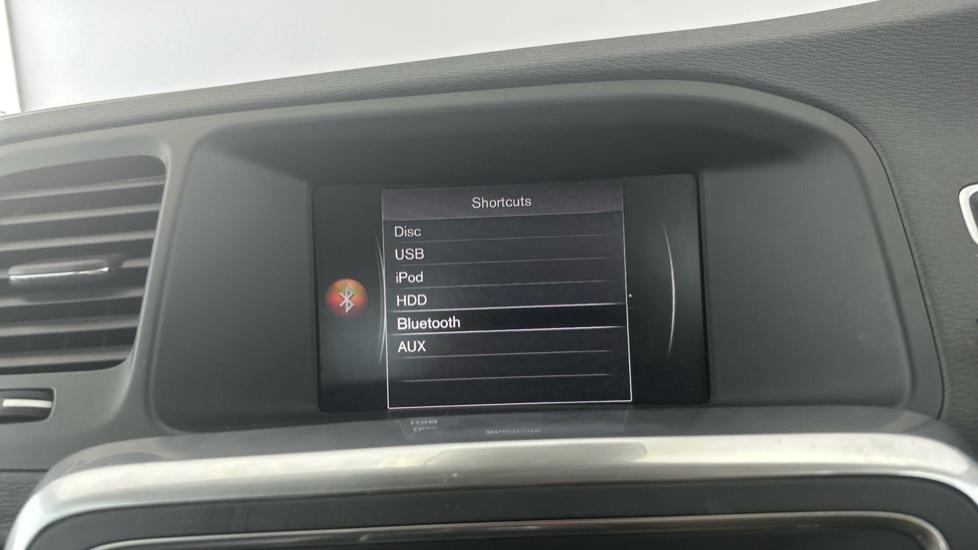 Shortcuts
Disc
USB
iPod
HDD
Bluetooth
AUX